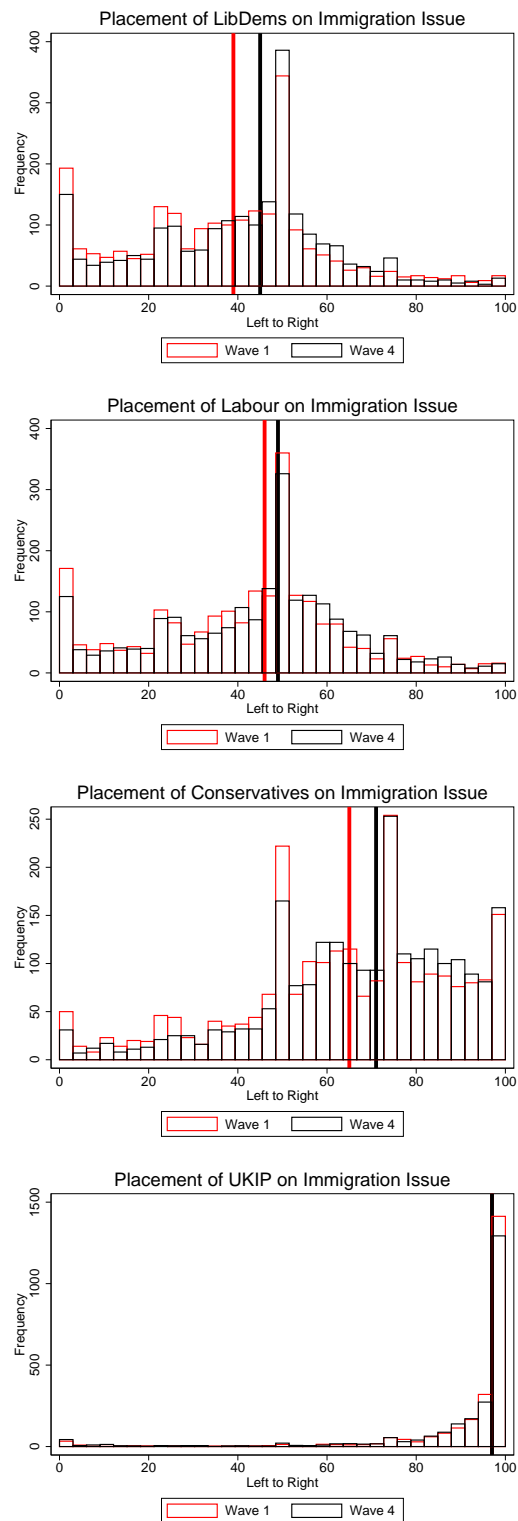 Placement of LibDems on Immigration Issue
Frequency
400
300
200
100
0
0 20 40 60 80 100
Left to Right
Wave 1 Wave 4
Placement of Labour on Immigration Issue
Frequency
400
300
200
100
0
0 20 40 60 80 100
Left to Right
Wave 1 Wave 4
Placement of Conservatives on Immigration Issue
Frequency
250
200
150
100
50
0
0 20 40 60 80 100
Left to Right
Wave 1 Wave 4
Placement of UKIP on Immigration Issue
Frequency
1500
1000
500
0
0 20 40 60 80 100
Left to Right
Wave 1 Wave 4